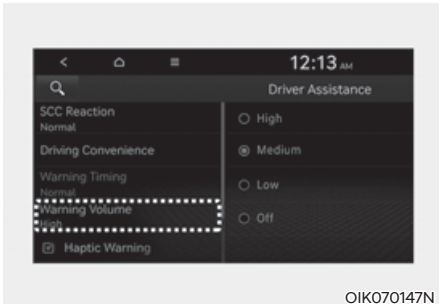 12:13 AM
Driver Assistance
SCC Reaction
Normal
Driving Convenience
Warning Timing
Normal
Warning Volume
High
Haptic Warning
High
Medium
Low
Off
OIK070147N